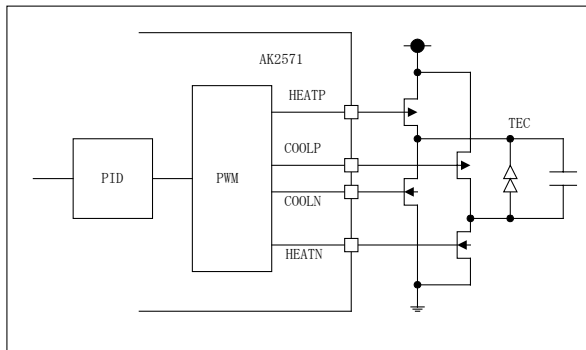 AK2571
HEATP
TEC
COOLP
PID
PWM
COOLN
HEATN